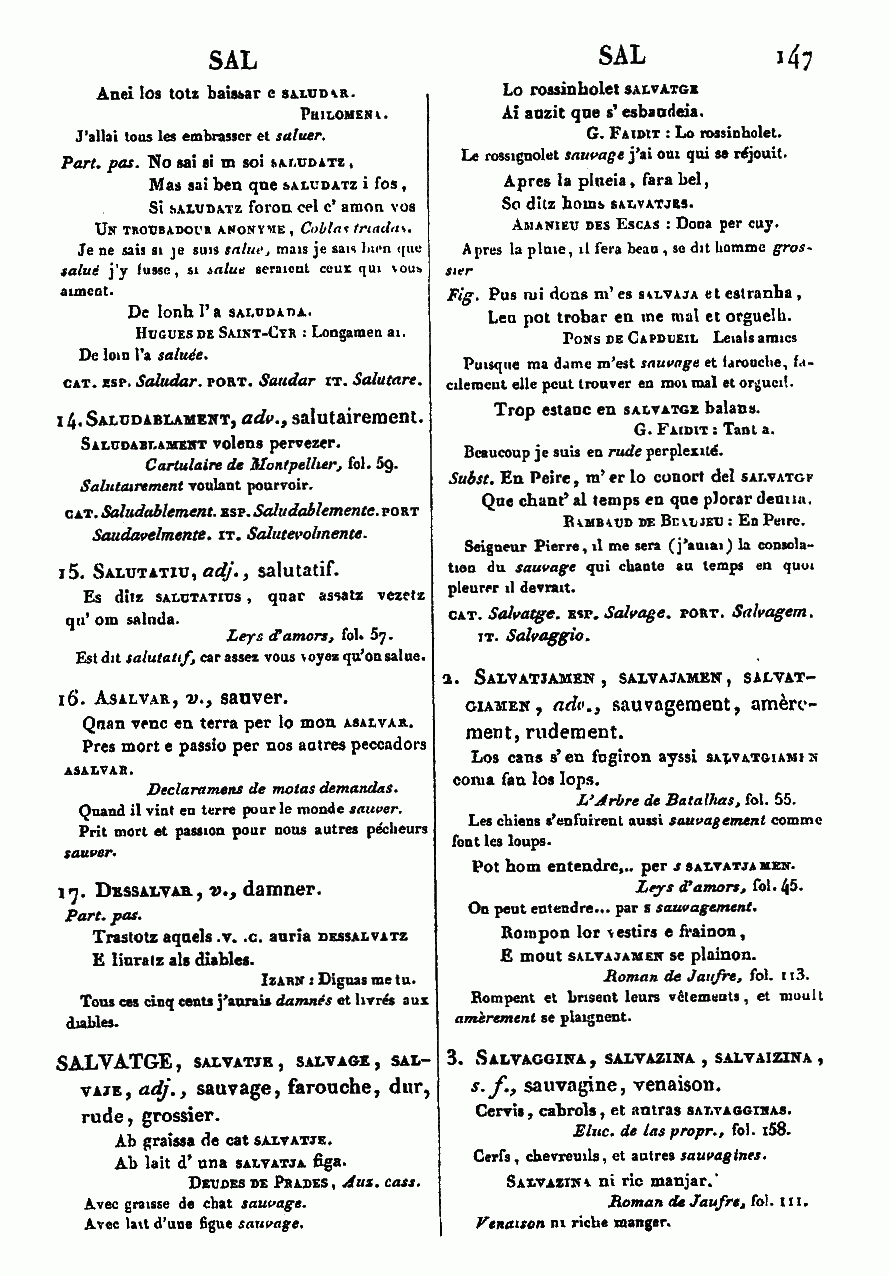 SAL
SAL 147
Anei los totz baissar e SALUDAR.
PHILOMENA.
J'allai tous les embrasser et saluer.
Part. pas. No sai si m soi SALUDATZ,
Mas sai ben que SALUDATZ i fos,
Si SALUDATZ foron cel c' amon vos
UN TROUBADOUR ANONYME, Coblas triadas.
Je ne sais si je suis salué, mais je sais bien que
salué j'y fusse, si salué seraient ceux qui vous
aiment.
De lonh l'a SALUDADA.
HUGUES DE SAINT-CYR : Longamen ai.
De loin l'a saluée.
CAT. ESP. Saludar. PORT. Saudar IT. Salutare.
14. SALUDABLAMENT, adv., salutairement.
SALUDABLAMENT volens pervezer.
Cartulaire de Montpellier, fol. 59.
Salutairement voulant pourvoir.
CAT. Saludablement. ESP. Saludablemente. PORT
Saudavelmente. IT. Salutevolmente.
15. SALUTATIU, adj., salutatif.
Es ditz SALUTATIUS, quar assatz vezetz
qu' om saluda.
Leys d'amors, fol. 57.
Est dit salutatif, car assez vous voyez qu'on salue.
16. ASALVAR, v., sauver.
Quan venc en terra per lo mon ASALVAR.
Pres mort e passio per nos autres peccadors
ASALVAR.
Declaramens de motas demandas.
Quand il vint en terre pour le monde sauver.
Prit mort et passion pour nous autres pécheurs
sauver.
17. DESSALVAR, v., damner.
Part. pas.
Trastotz aquels .v. .c. auria DESSALVATZ
E liuratz als diables.
IZARN : Diguas me tu.
Tous ces cinq cents j'aurais damnés et livrés aux
diables.
SALVATGE, SALVATJE, SALVAGE, SAL-
VAJE, adj., sauvage, farouche, dur,
rude, grossier.
Ab graissa de cat SALVATJE.
Ab lait d' una SALVATJA figa.
DEUDES DE PRADES, Aus. cass.
Avec graisse de chat sauvage.
Avec lait d'une figue sauvage.
Lo rossinholet SALVATGE
Ai auzit que s' esbaudeia.
G. FAIDIT : Lo rossinholet.
Le rossignolet sauvage j'ai oui qui se réjouit.
Apres la plueia, fara bel,
So ditz homs SALVATJES.
AMANIEU DES ESCAS : Dona per cuy.
Apres la pluie, il fera beau, so dit homme gros-
sier
Fig. Pus mi dons m' es SALVAJA et estranha,
Leu pot trobar en me mal et orguelh.
PONS DE CAPDUEIL Leials amics
Puisque ma dame m'est sauvage et farouche, fa-
cilement elle peut trouver en moi mal et orgueil.
Trop estauc en SALVATGE balans.
G. FAIDIT : Tant a.
Beaucoup je suis en rude perplexité.
Subst. En Peire, m' er lo conort del SALVATGE
Que chant' al temps en que plorar deuria.
RAMBAUD DE BEAUJEU : En Peire.
Seigneur Pierre, il me sera (j'aurai) la consola-
tion du sauvage qui chante au temps en quoi
pleurer il devrait.
CAT. Salvatge. ESP. Salvage. PORT. Salvagem.
IT. Salvaggio.
2. SALVATJAMEN, SALVAJAMEN, SALVAT-
GIAMEN, adv., sauvagement, amère-
ment, rudement.
Los cans s' en fugiron ayssi SALVATGIAMEN
coma fan los lops.
L'Arbre de Batalhas, fol. 55.
Les chiens s'enfuirent aussi sauvagement comme
font les loups.
Pot hom entendre,.. per s SALVATJAMEN.
Leys d'amors, fol. 45.
On peut entendre... par s sauvagement.
Rompon lor vestirs e frainon,
E mout SALVAJAMEN se plainon.
Roman de Jaufre, fol. 113.
Rompent et brisent leurs vêtements, et moult
amèrement se plaignent.
3. SALVAGGINA, SALVAZINA, SALVAIZINA,
s. f., sauvagine, venaison.
Cervis, cabrols, et autras SALVAGGINAS.
Eluc. de las propr., fol. 158.
Cerfs, chevreuils, et autres sauvagines.
SALVAZINA ni ric manjar.
Roman de Jaufre, fol. 111.
Venaison ni riche manger.